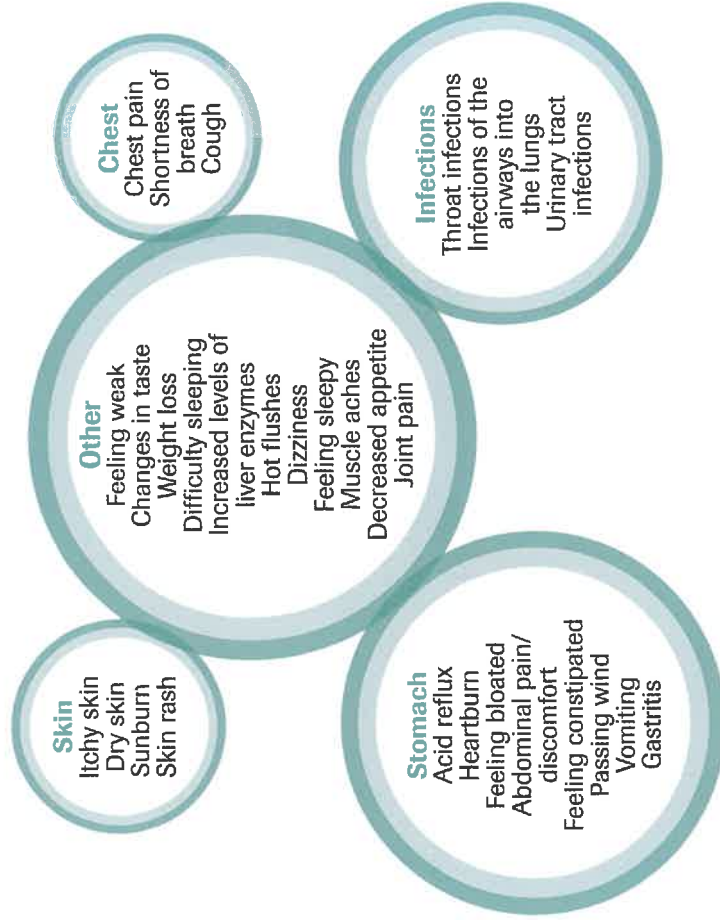 Skin
Itchy skin
Dry skin
Sunburn
Skin rash
Other
Feeling weak
Changes in taste
Weight loss
Difficulty sleeping
Increased levels of
liver enzymes
Hot flushes
Dizziness
Feeling sleepy
Muscle aches
Decreased appetite
Joint pain
Chest
Chest pain
Shortness of
breath
Cough
Stomach
Acid reflux
Heartburn
Feeling bloated
Abdominal pain/
discomfort
Feeling constipated
Passing wind
Vomiting
Gastritis
Infections
Throat infections
Infections of the
airways into
the lungs
Urinary tract
infections